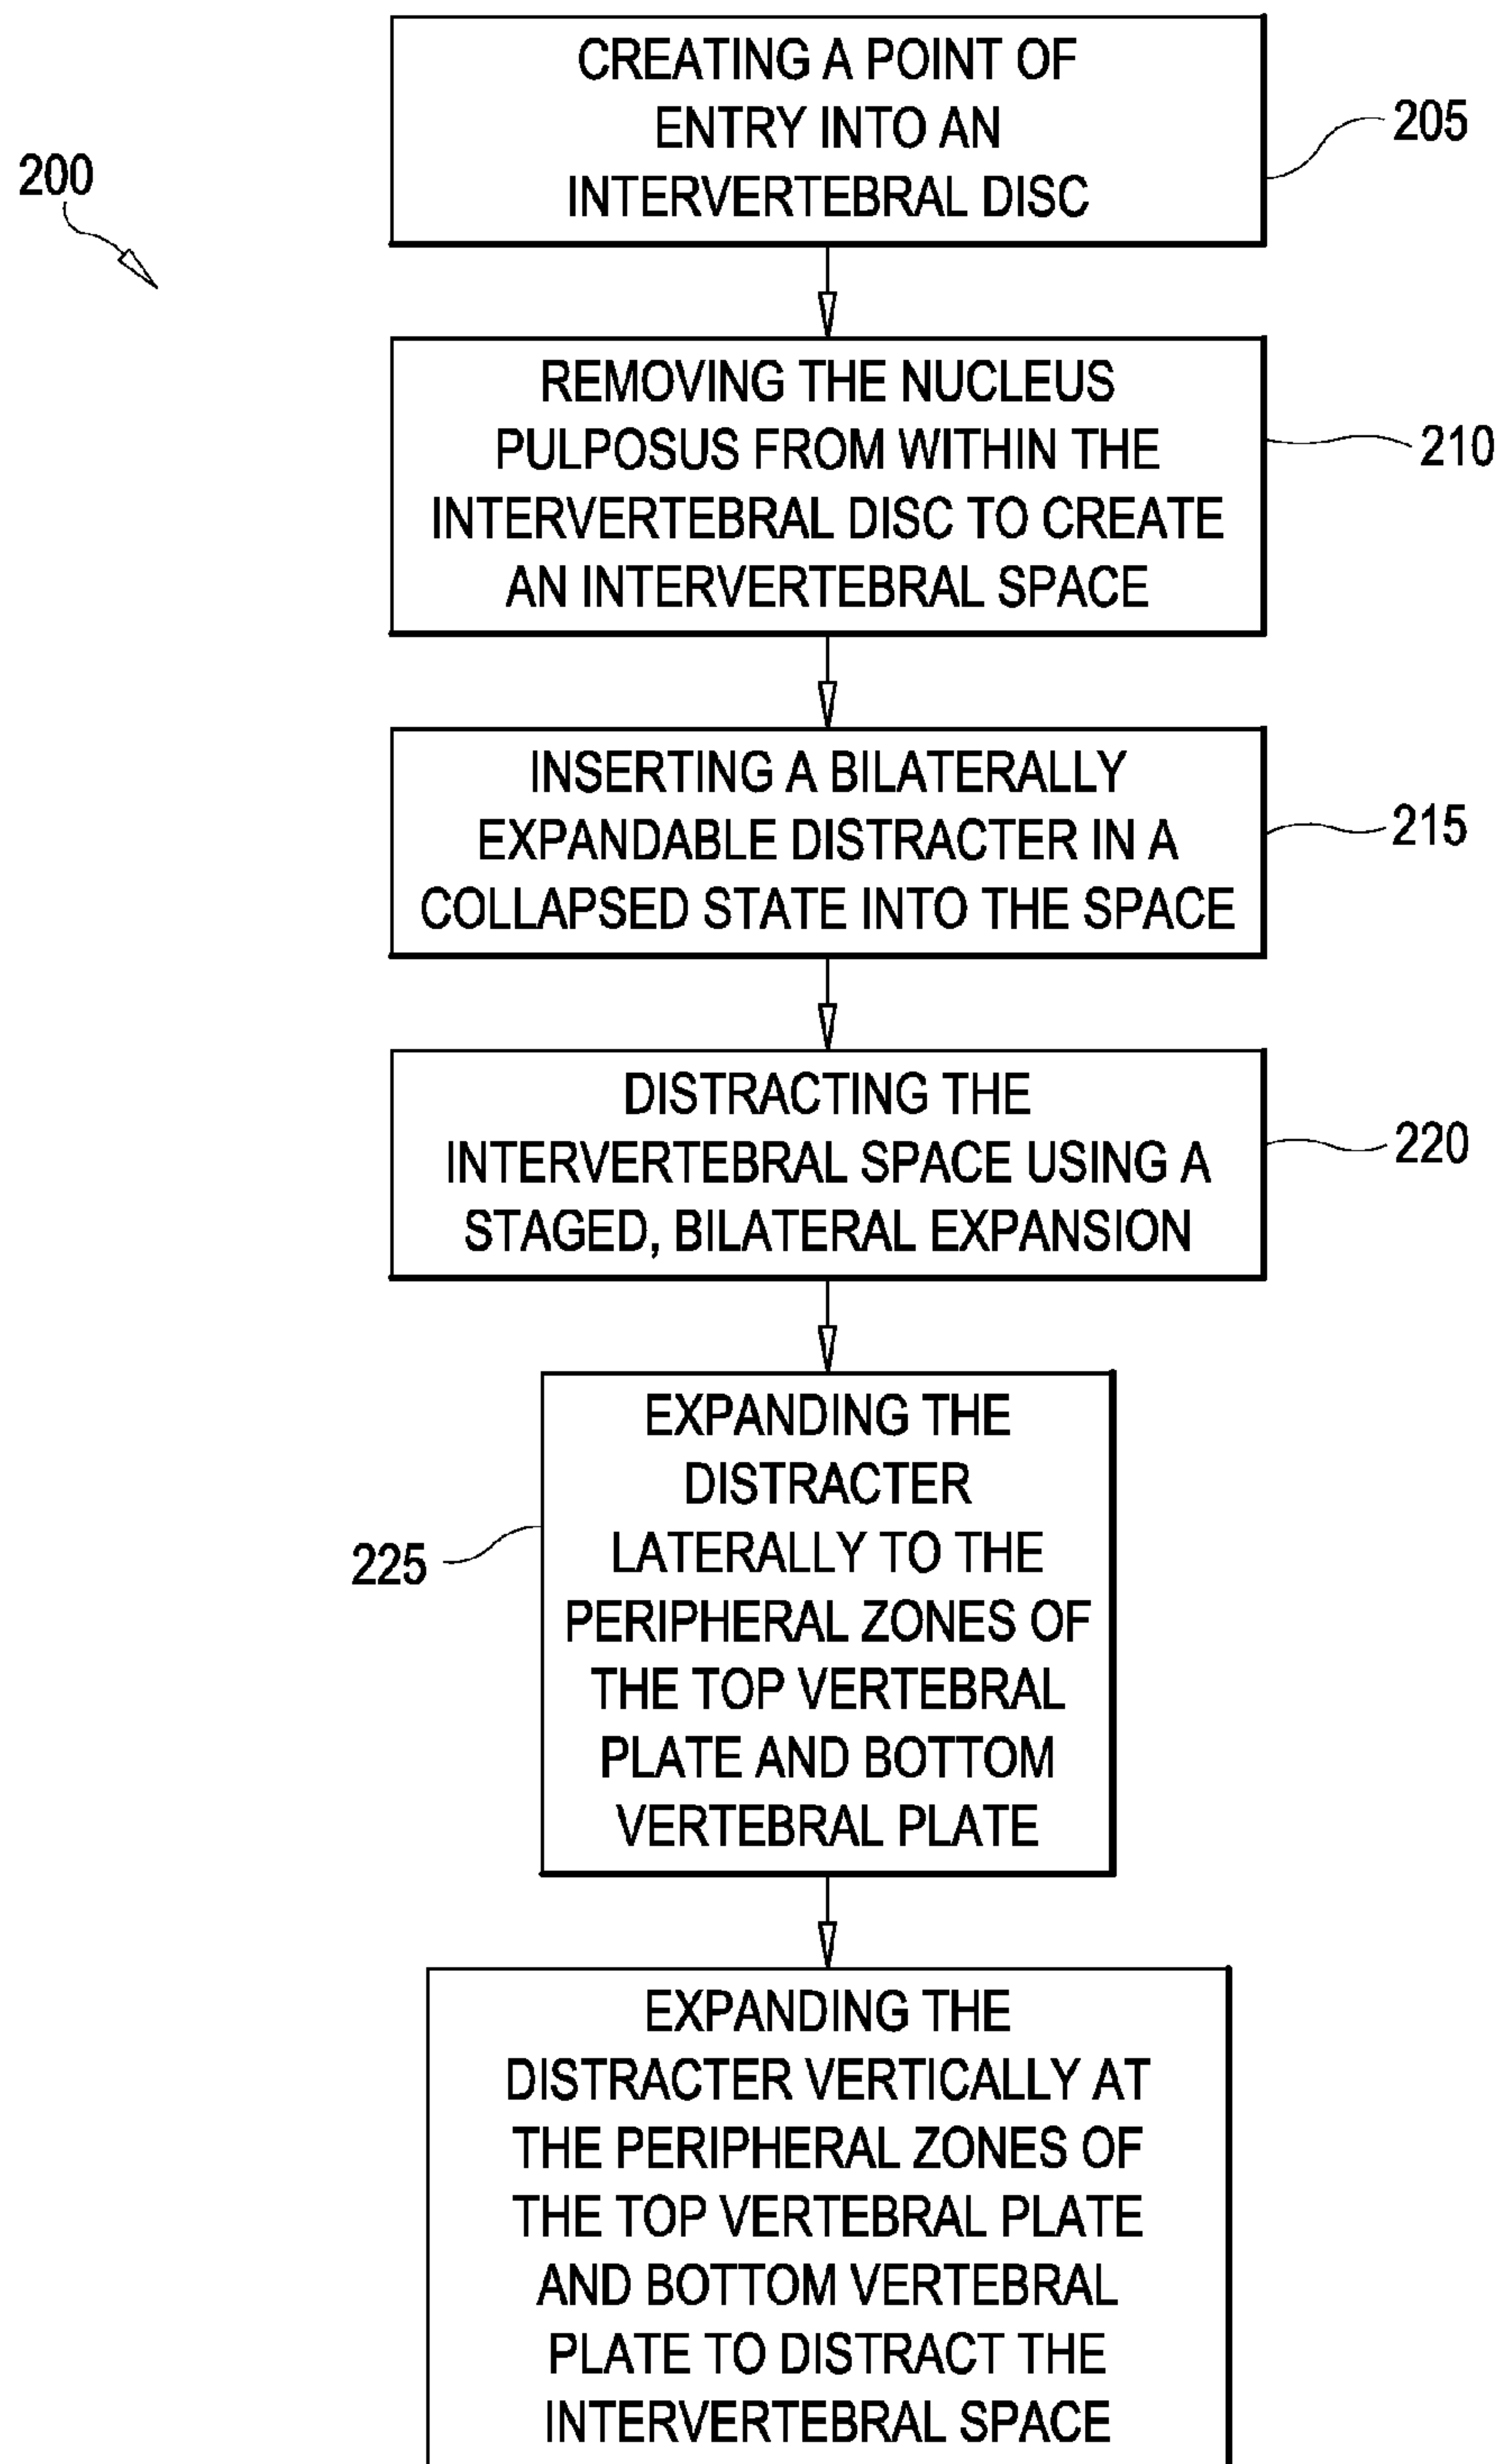 200
CREATING A POINT OF
ENTRY INTO AN
INTERVERTEBRAL DISC
205
REMOVING THE NUCLEUS
PULPOSUS FROM WITHIN THE
INTERVERTEBRAL DISC TO CREATE
AN INTERVERTEBRAL SPACE
210
INSERTING A BILATERALLY
EXPANDABLE DISTRACTER IN A
COLLAPSED STATE INTO THE SPACE
215
DISTRACTING THE
INTERVERTEBRAL SPACE USING A
STAGED, BILATERAL EXPANSION
220
EXPANDING THE
DISTRACTER
LATERALLY TO THE
PERIPHERAL ZONES OF
THE TOP VERTEBRAL
PLATE AND BOTTOM
VERTEBRAL PLATE
225
EXPANDING THE
DISTRACTER VERTICALLY AT
THE PERIPHERAL ZONES OF
THE TOP VERTEBRAL PLATE
AND BOTTOM VERTEBRAL
PLATE TO DISTRACT THE
INTERVERTEBRAL SPACE